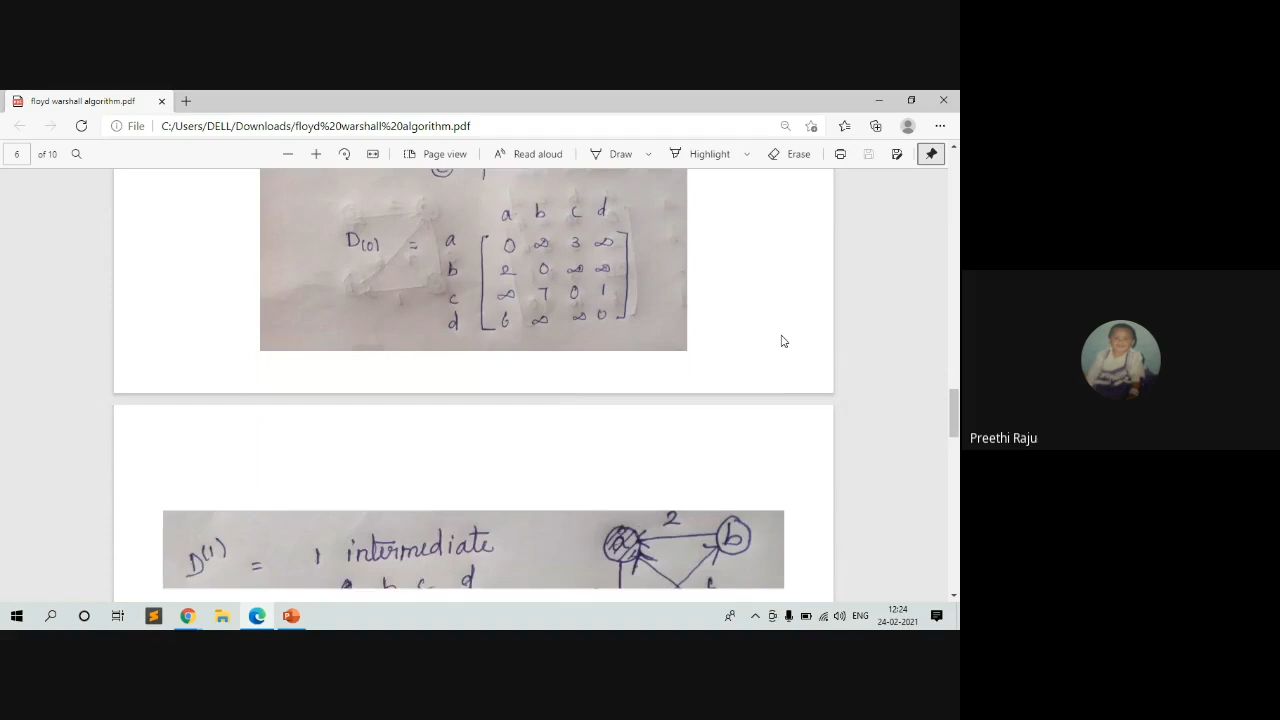 floyd warshall algorithm.pdf
File C:/Users/DELL/Downloads/floyd%20warshall%20algorithm.pdf
6 of 10 Page view Read aloud Draw Highlight Erase
a b c d
D(0) = a 0 ∞ 3 ∞
b 2 0 ∞ ∞
c ∞ 7 0 1
d 6 ∞ ∞ 0
Preethi Raju
2
D(1) = 1 intermediate a b
a b c d
ENG 12:24
24-02-2021